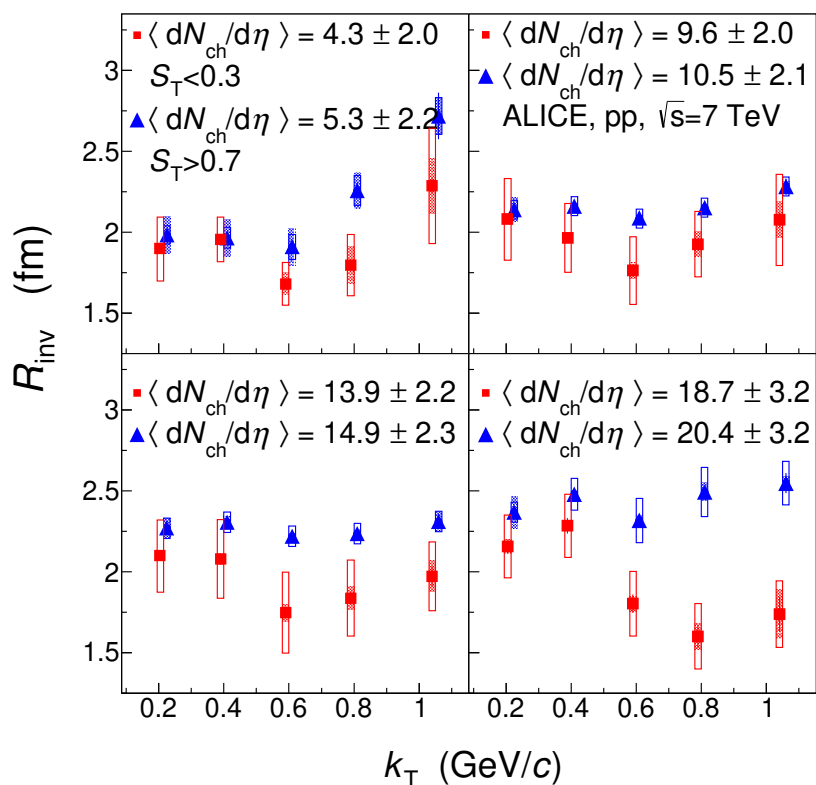 ⟨ dN_ch/dη ⟩ = 4.3 ± 2.0
S_T<0.3
⟨ dN_ch/dη ⟩ = 5.3 ± 2.2
S_T>0.7
⟨ dN_ch/dη ⟩ = 9.6 ± 2.0
⟨ dN_ch/dη ⟩ = 10.5 ± 2.1
ALICE, pp, √s=7 TeV
3
2.5
2
1.5
R_inv (fm)
⟨ dN_ch/dη ⟩ = 13.9 ± 2.2
⟨ dN_ch/dη ⟩ = 14.9 ± 2.3
⟨ dN_ch/dη ⟩ = 18.7 ± 3.2
⟨ dN_ch/dη ⟩ = 20.4 ± 3.2
3
2.5
2
1.5
0.2 0.4 0.6 0.8 1 0.2 0.4 0.6 0.8 1
k_T (GeV/c)